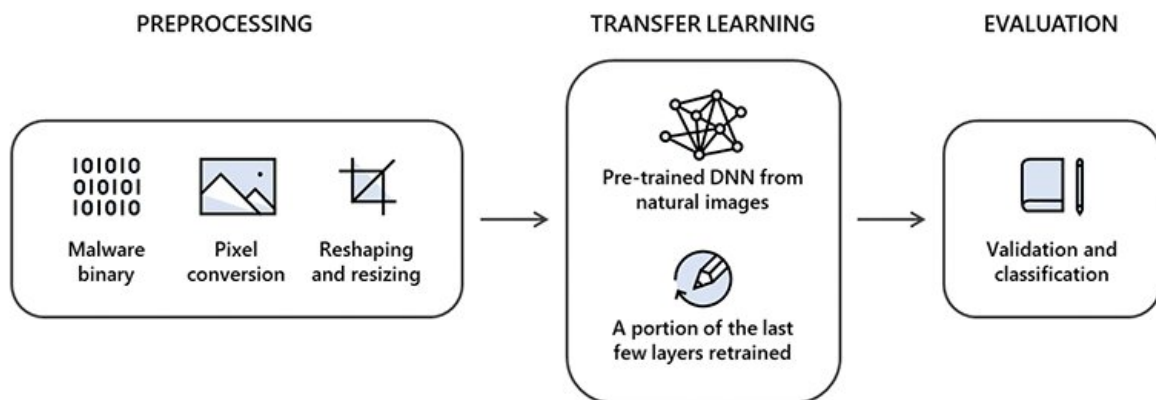 PREPROCESSING
TRANSFER LEARNING
EVALUATION
101010
010101
101010
Malware
binary
Pixel
conversion
Reshaping
and resizing
Pre-trained DNN from
natural images
A portion of the last
few layers retrained
Validation and
classification